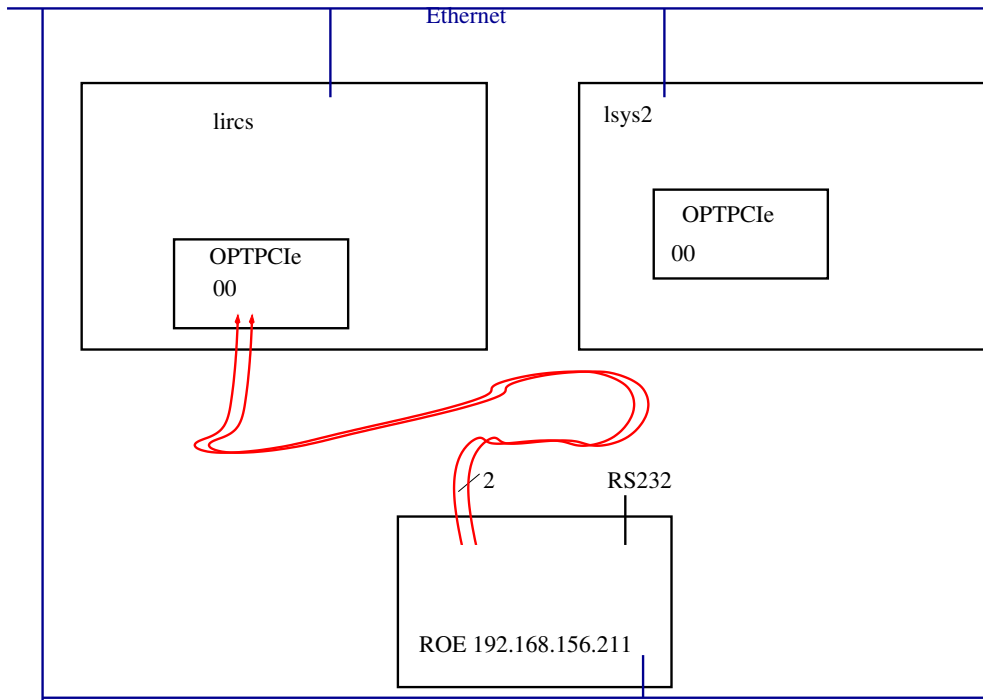 Ethernet
lircs
lsys2
OPTPCIe
00
OPTPCIe
00
2
RS232
ROE 192.168.156.211